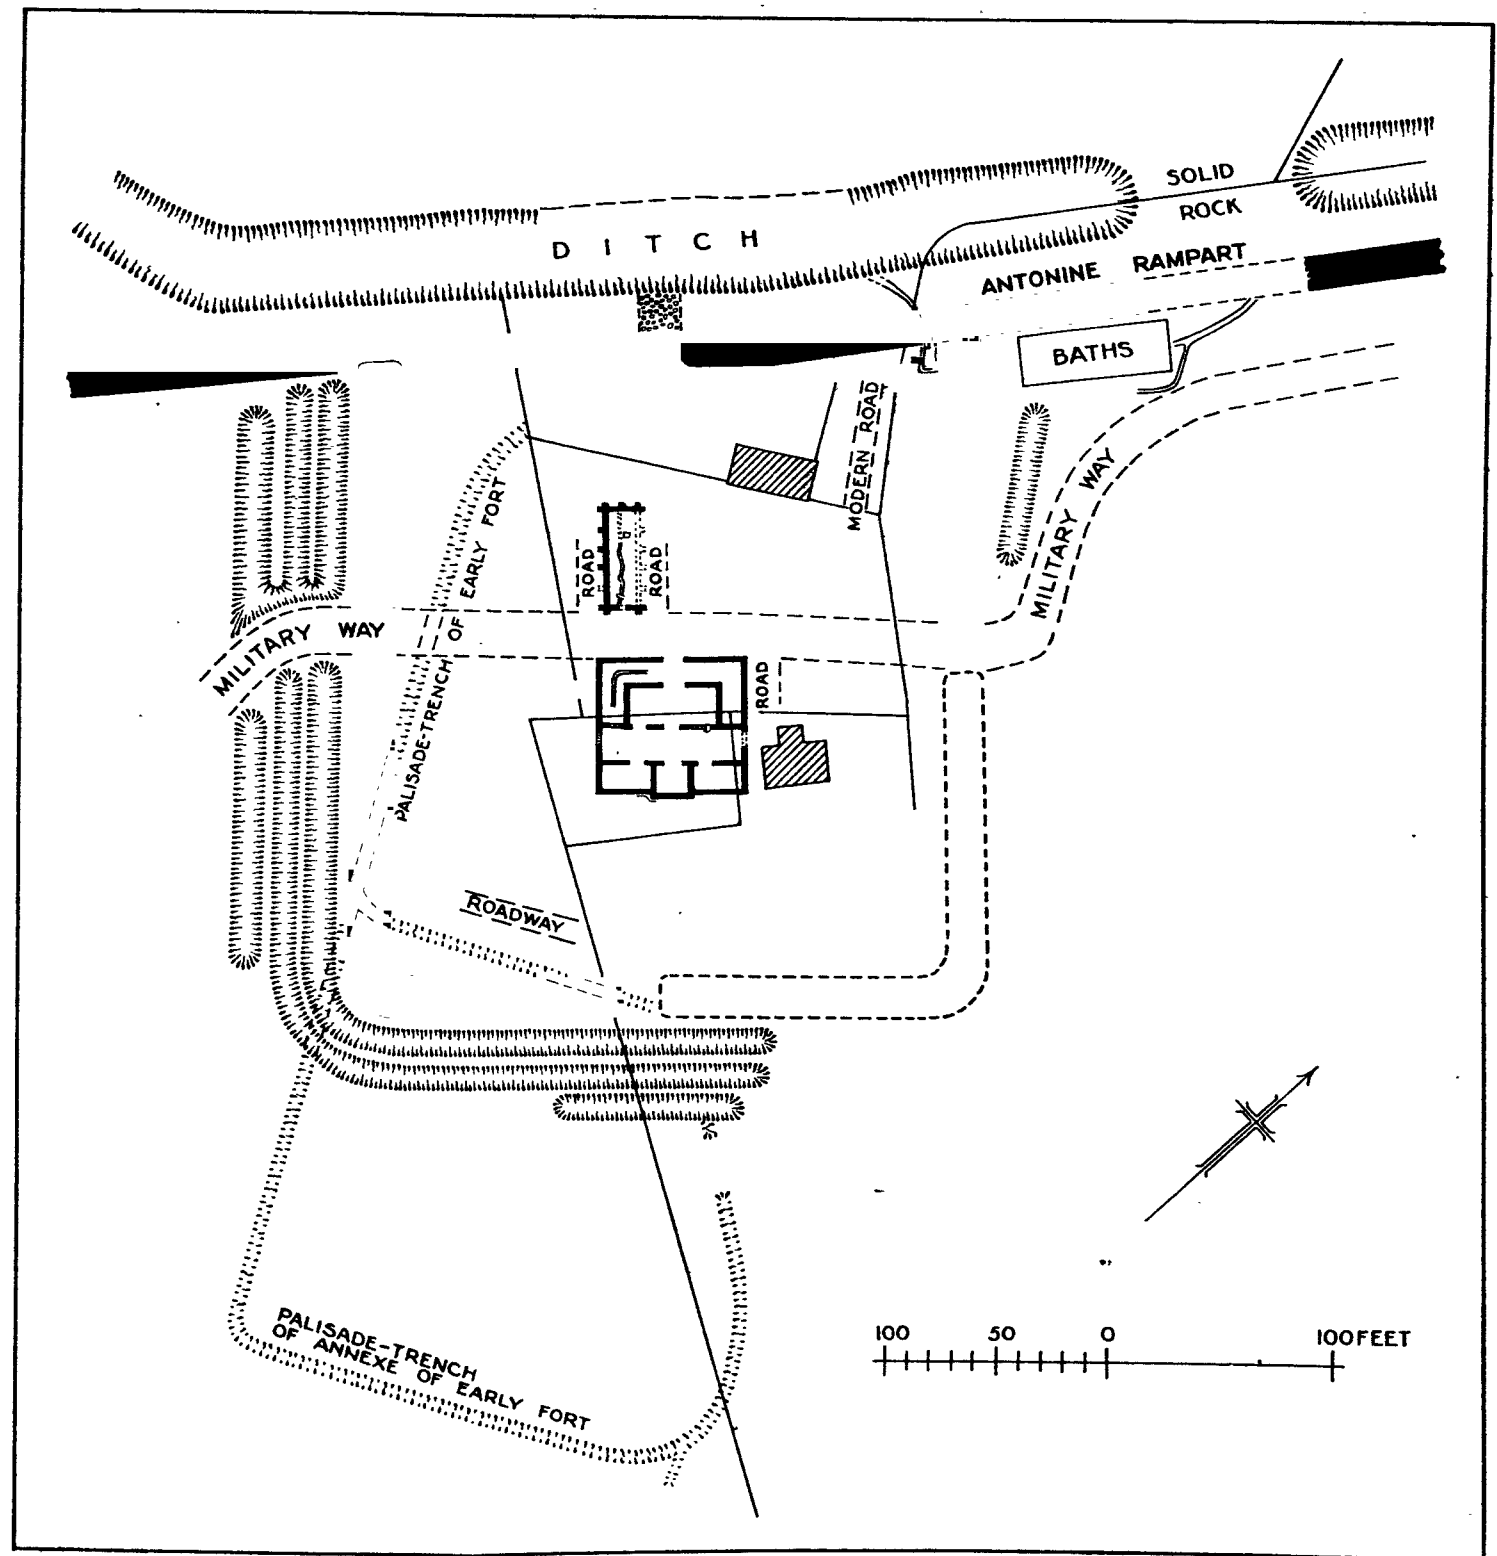 SOLID
ROCK
DITCH
ANTONINE RAMPART
BATHS
MODERN ROAD
PALISADE-TRENCH OF EARLY FORT
ROAD
ROAD
MILITARY WAY
MILITARY WAY
ROAD
ROADWAY
PALISADE-TRENCH
OF ANNEXE OF EARLY FORT
100 50 0 100 FEET